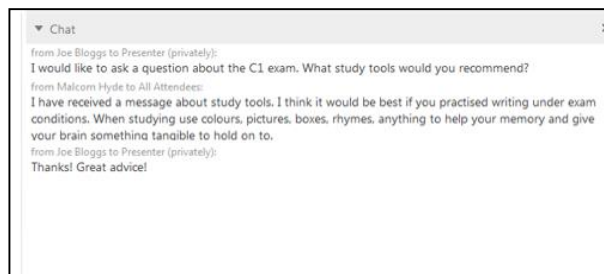 Chat
from Joe Bloggs to Presenter (privately):
I would like to ask a question about the C1 exam. What study tools would you recommend?
from Malcom Hyde to All Attendees:
I have received a message about study tools. I think it would be best if you practised writing under exam
conditions. When studying use colours, pictures, boxes, rhymes, anything to help your memory and give
your brain something tangible to hold on to.
from Joe Bloggs to Presenter (privately):
Thanks! Great advice!